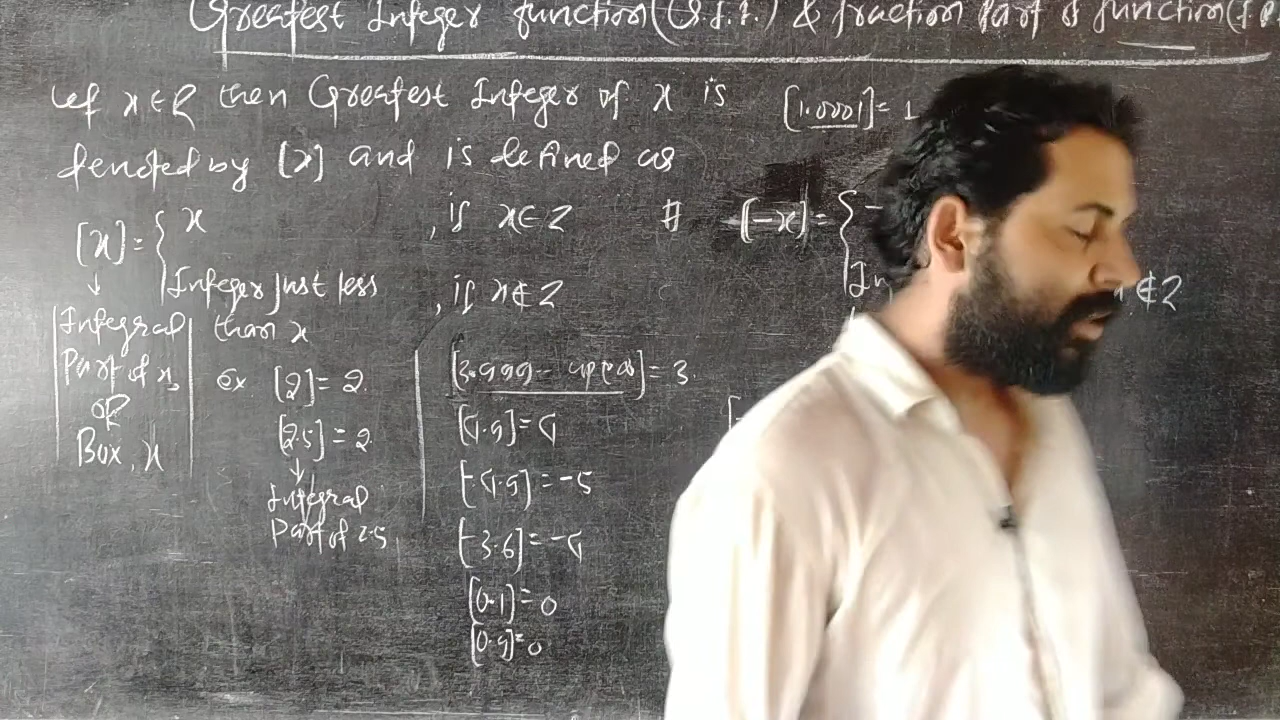 Greatest Integer function(G.I.F.) & fraction Part of function(F.P
Let x∈R then Greatest Integer of x is
denoted by [x] and is defined as
[x]= { x , if x∈Z
Integer just less , if x∉Z
than x
↓
Integral
Part of x,
or
Box, x
ex [2]=2.
[2.5]=2
↓
Integral
Part of 2.5
[3.999-- upto ∞]=3.
[4.9]=4
[-4.9]=-5
[-3.6]=-4
[0.1]=0
[0.9]=0
[1.0001]=1
# [-x]= { -
In
∉Z